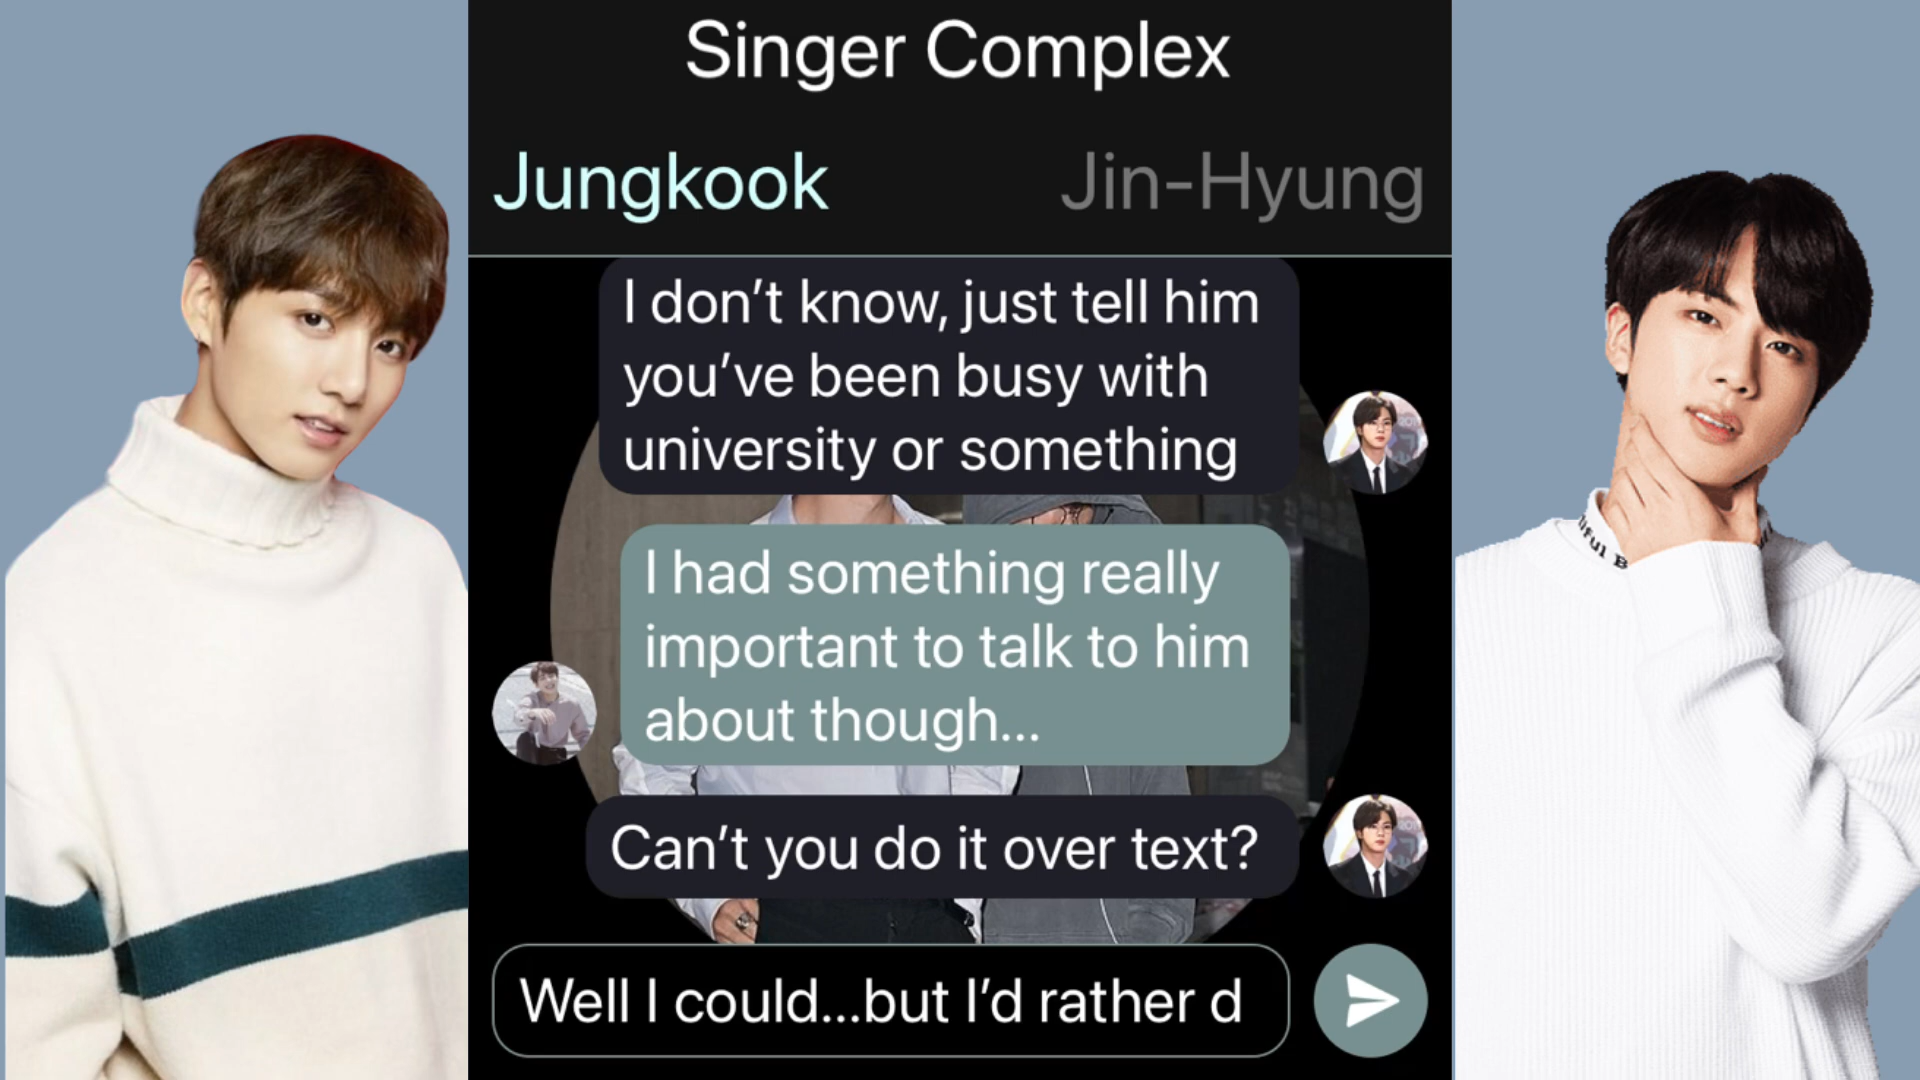 Singer Complex
Jungkook
Jin-Hyung
I don’t know, just tell him
you’ve been busy with
university or something
I had something really
important to talk to him
about though...
Can’t you do it over text?
Well I could...but I’d rather d